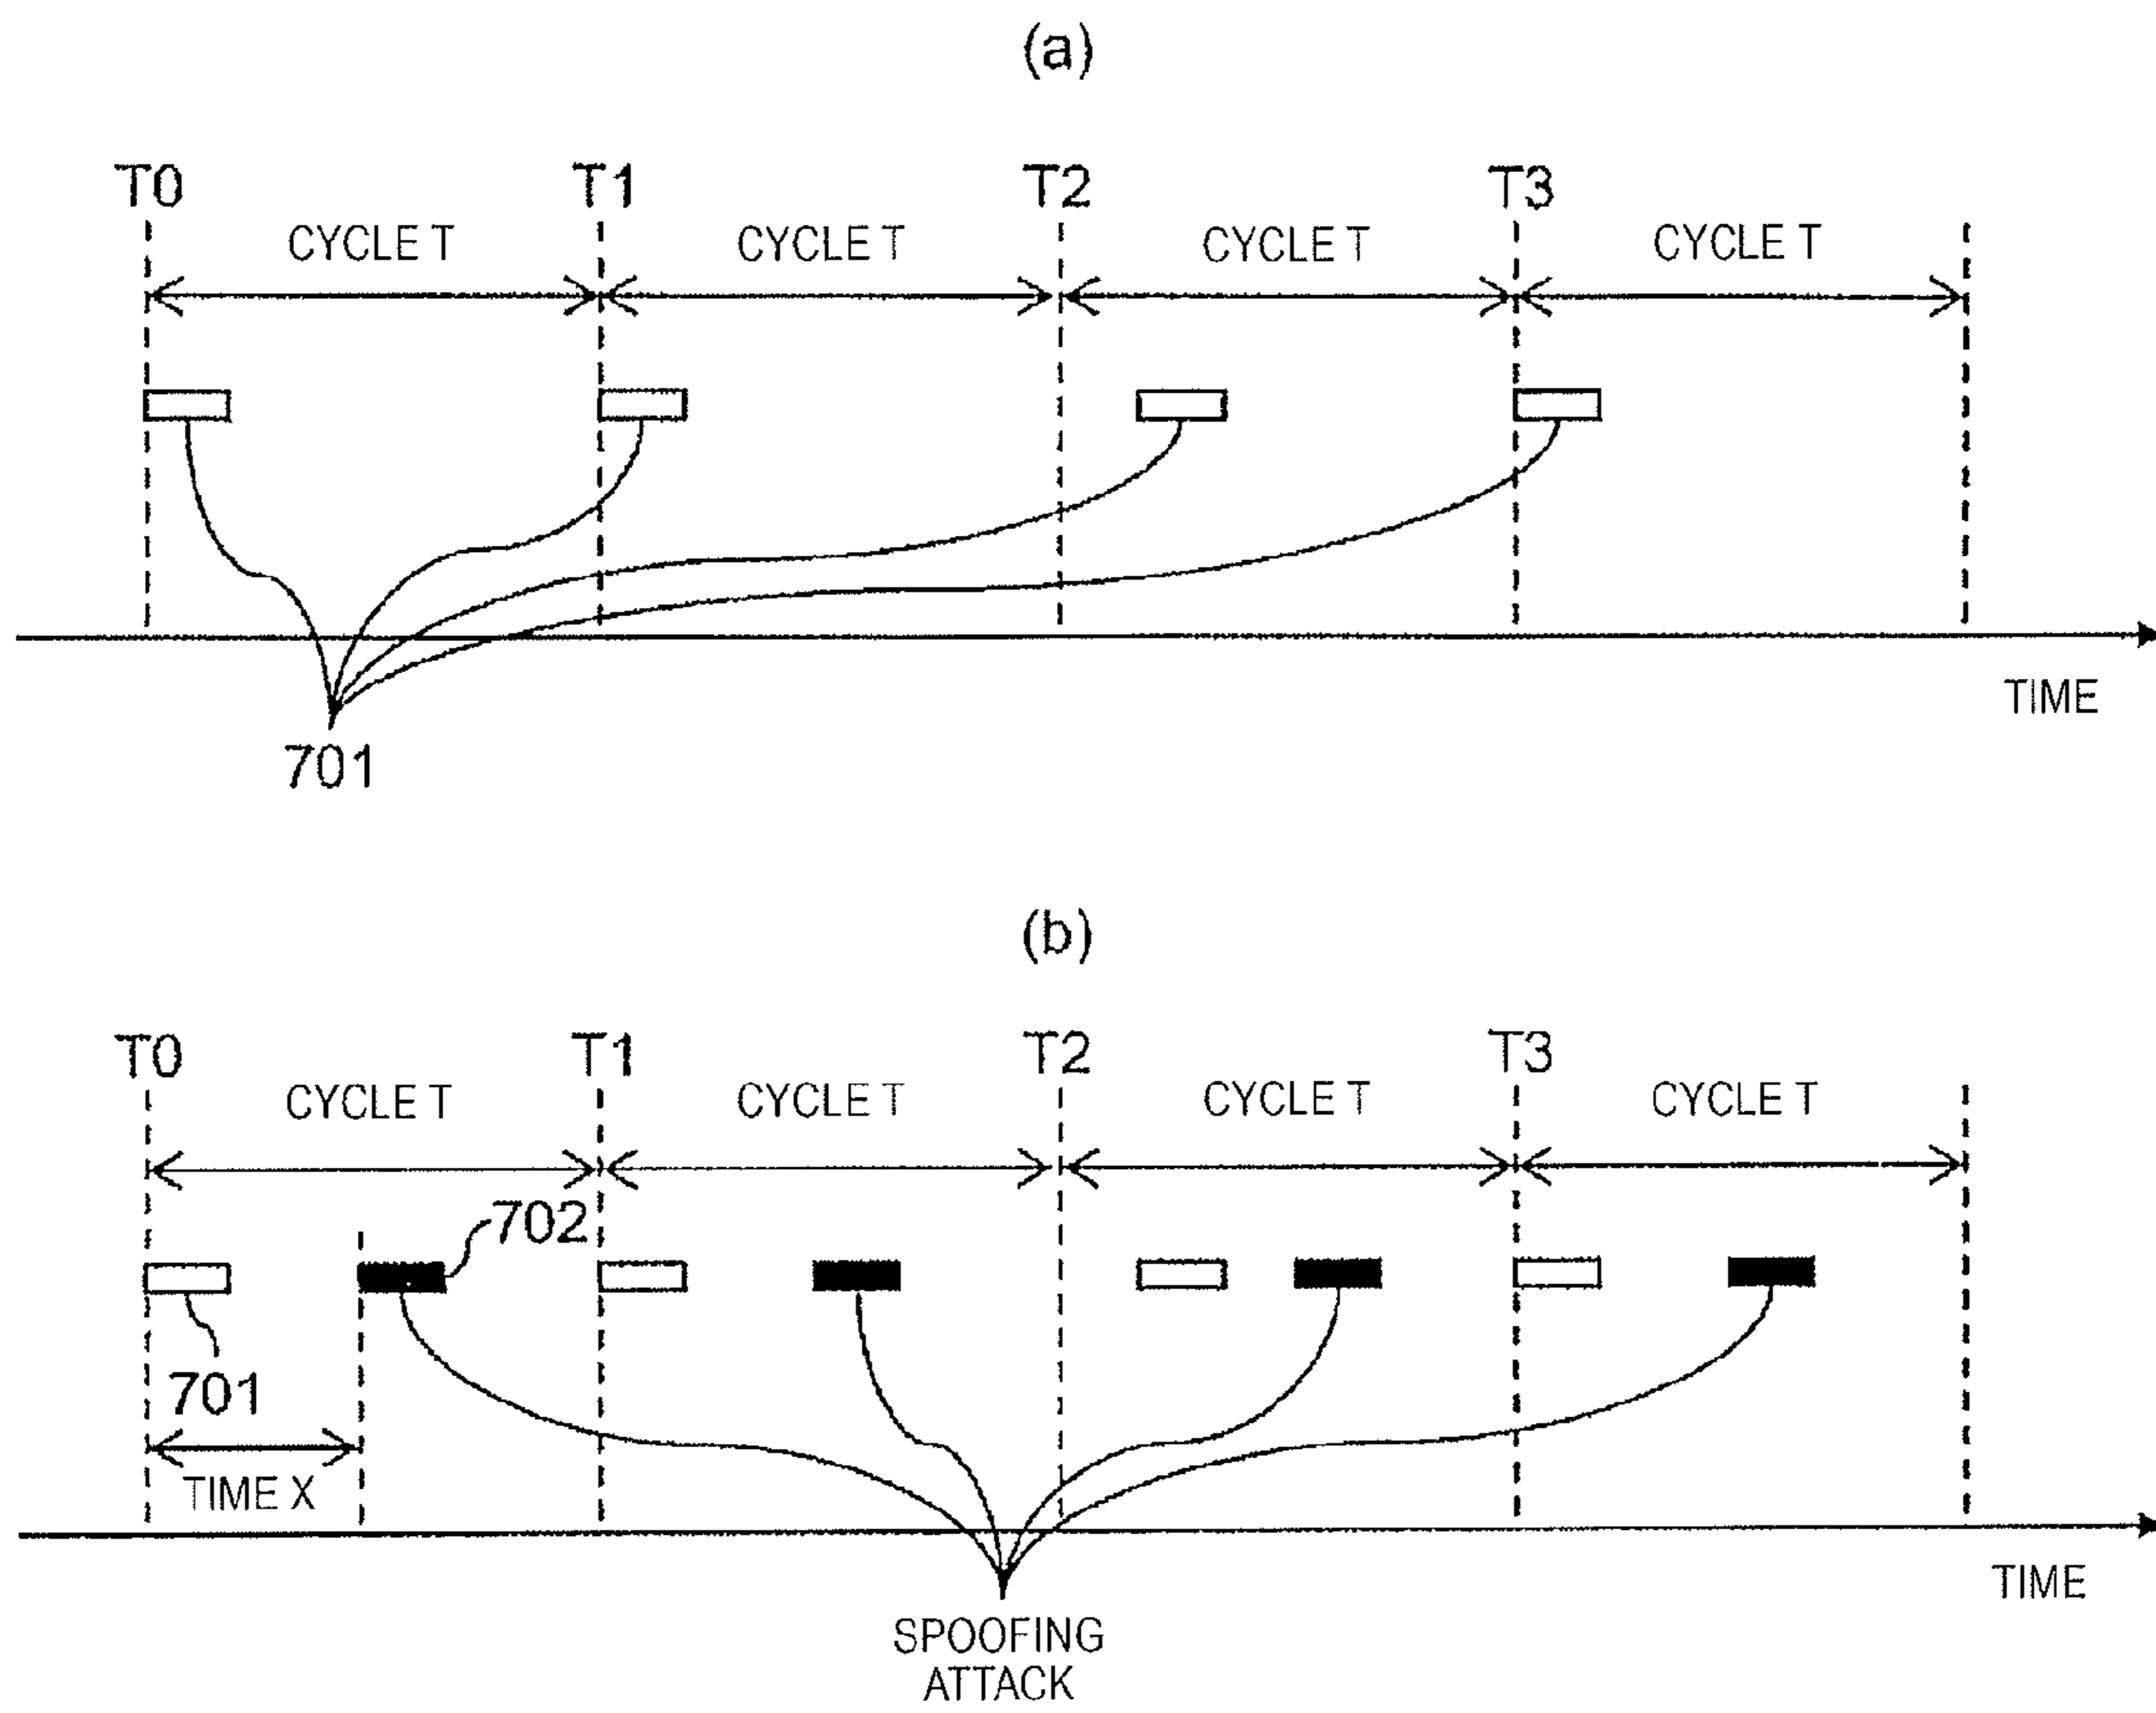 (a)
T0 T1 T2 T3
CYCLE T CYCLE T CYCLE T CYCLE T
TIME
701
(b)
T0 T1 T2 T3
CYCLE T CYCLE T CYCLE T CYCLE T
702
701
TIME X
TIME
SPOOFING
ATTACK